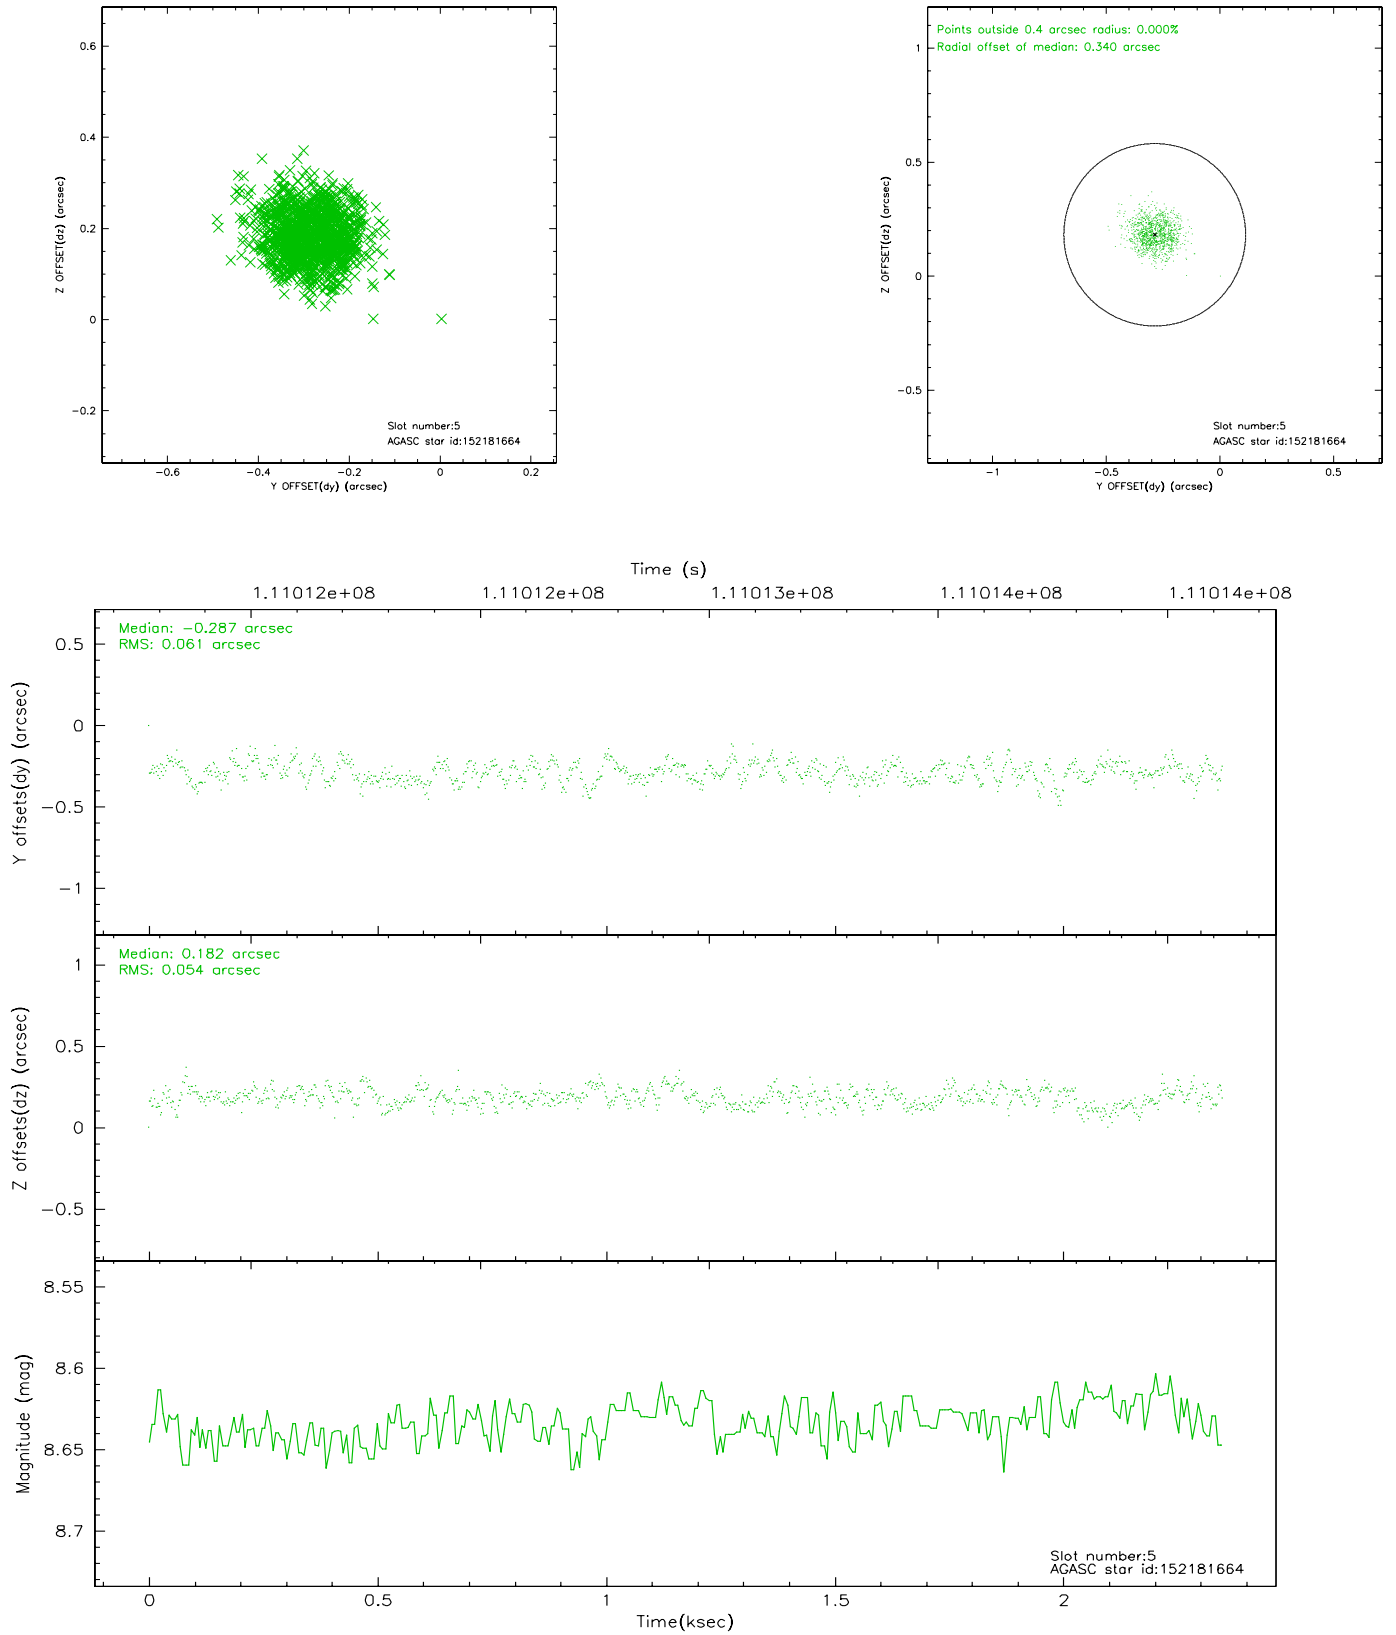 0.6
0.4
0.2
0
−0.2
Z OFFSET(dz) (arcsec)
Slot number:5
AGASC star id:152181664
−0.6 −0.4 −0.2 0 0.2
Y OFFSET(dy) (arcsec)
Points outside 0.4 arcsec radius: 0.000%
Radial offset of median: 0.340 arcsec
1
0.5
0
−0.5
Z OFFSET(dz) (arcsec)
Slot number:5
AGASC star id:152181664
−1 −0.5 0 0.5
Y OFFSET(dy) (arcsec)
Time (s)
1.11012e+08 1.11012e+08 1.11013e+08 1.11014e+08 1.11014e+08
Median: −0.287 arcsec
RMS: 0.061 arcsec
0.5
0
−0.5
−1
Y offsets(dy) (arcsec)
Median: 0.182 arcsec
RMS: 0.054 arcsec
1
0.5
0
−0.5
Z offsets(dz) (arcsec)
8.55
8.6
8.65
8.7
Magnitude (mag)
Slot number:5
AGASC star id:152181664
0 0.5 1 1.5 2
Time(ksec)